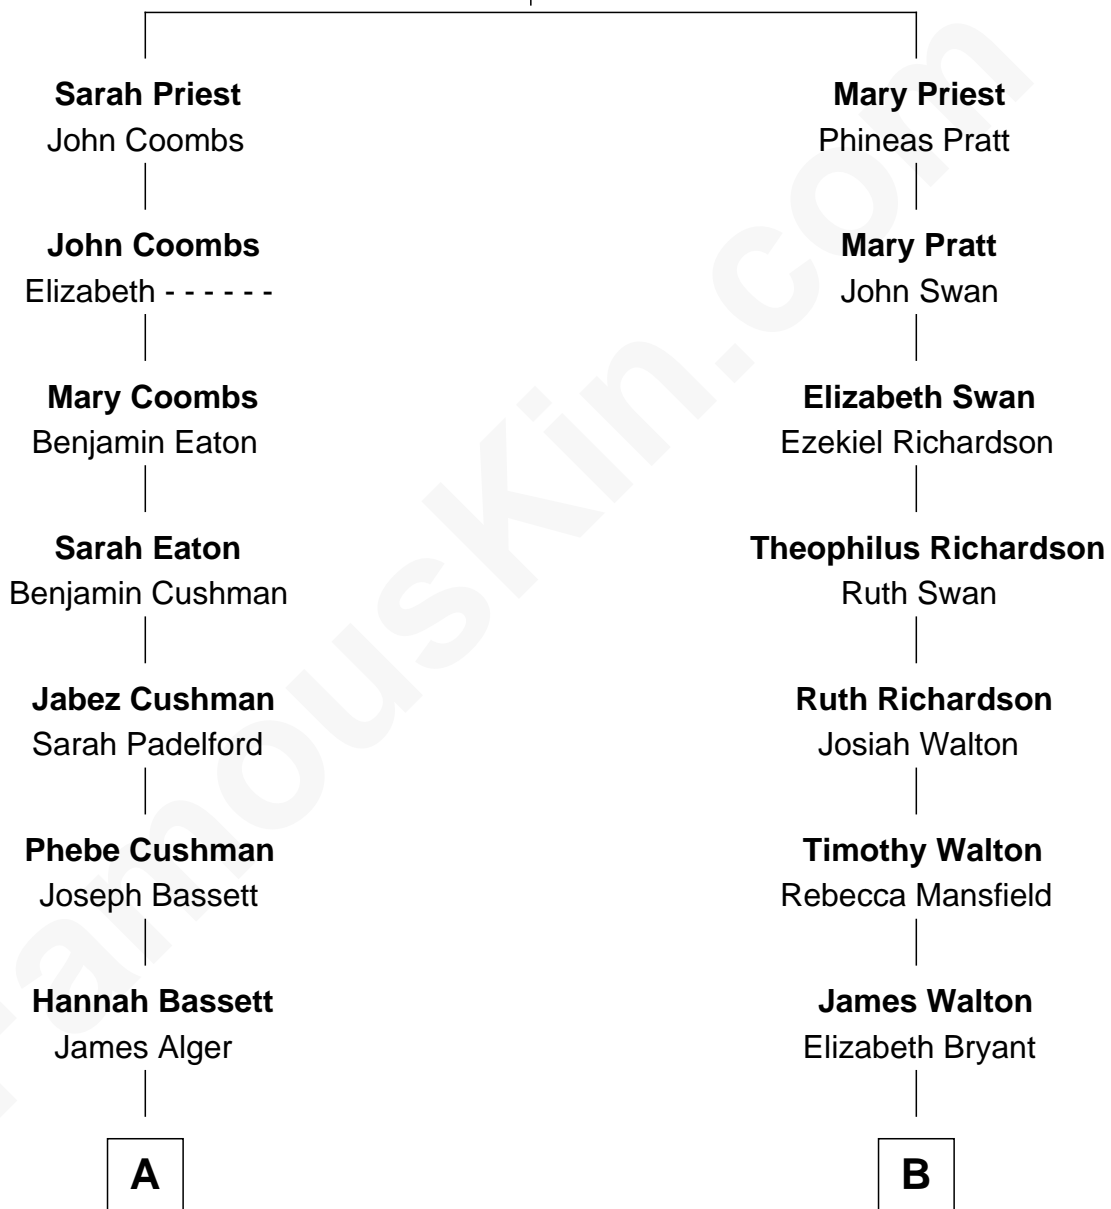 Sarah Priest
John Coombs
John Coombs
Elizabeth - - - - - -
Mary Coombs
Benjamin Eaton
Sarah Eaton
Benjamin Cushman
Jabez Cushman
Sarah Padelford
Phebe Cushman
Joseph Bassett
Hannah Bassett
James Alger
A
Mary Priest
Phineas Pratt
Mary Pratt
John Swan
Elizabeth Swan
Ezekiel Richardson
Theophilus Richardson
Ruth Swan
Ruth Richardson
Josiah Walton
Timothy Walton
Rebecca Mansfield
James Walton
Elizabeth Bryant
B
FamousKin.com